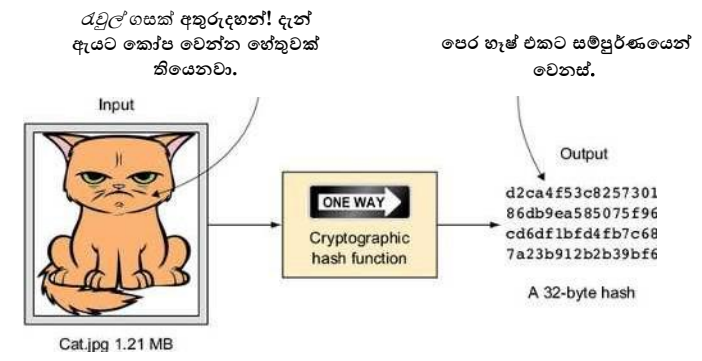 රැවුල් ගසක් අතුරුදහන්! දැන්
ඇයට කෝප වෙන්න හේතුවක්
තියෙනවා.
පෙර හෑෂ් එකට සම්පුර්ණයෙන්
වෙනස්.
Input
ONE WAY
Cryptographic
hash function
Output
d2ca4f53c8257301
86db9ea585075f96
cd6df1bfd4fb7c68
7a23b912b2b39bf6
A 32-byte hash
Cat.jpg 1.21 MB